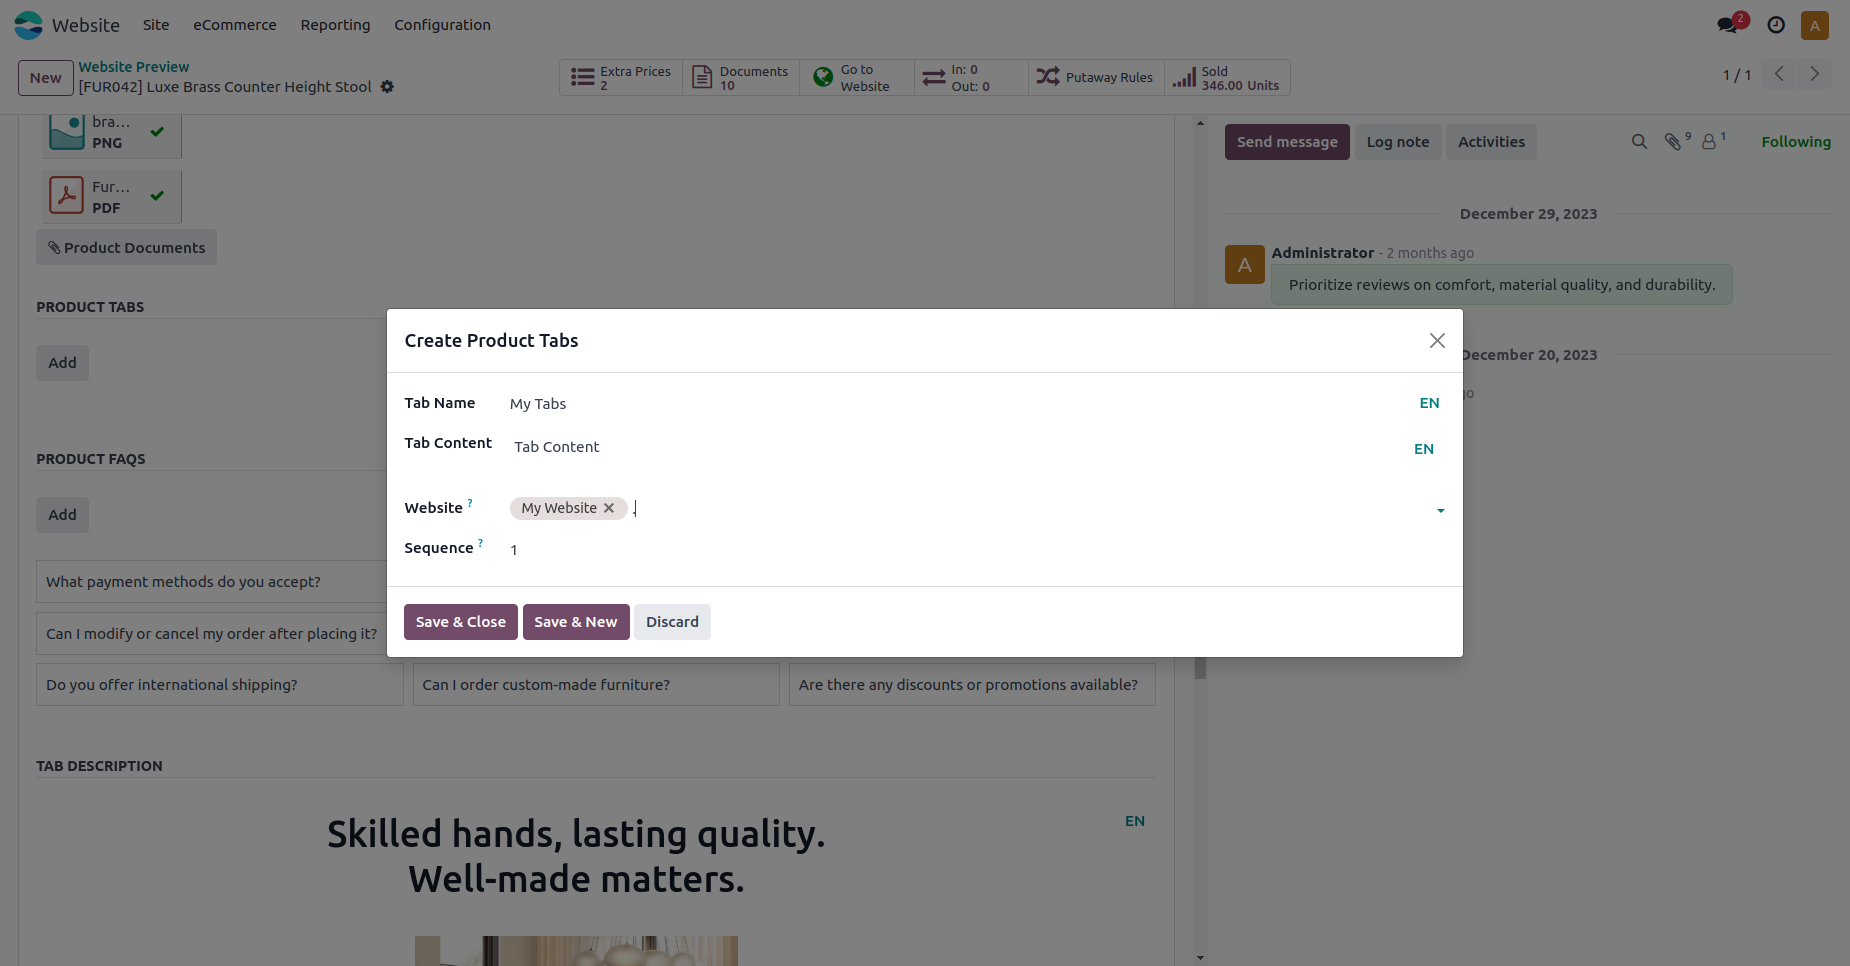 Website Site eCommerce Reporting Configuration 2 A
New Website Preview
[FUR042] Luxe Brass Counter Height Stool
Extra Prices
2
Documents
10
Go to
Website
In: 0
Out: 0
Putaway Rules
Sold
346.00 Units
1 / 1
bra...
PNG
Fur...
PDF
Product Documents
PRODUCT TABS
Add
PRODUCT FAQS
Add
What payment methods do you accept?
Can I modify or cancel my order after placing it?
Do you offer international shipping? Can I order custom-made furniture? Are there any discounts or promotions available?
TAB DESCRIPTION
Skilled hands, lasting quality.
Well-made matters.
EN
Send message Log note Activities 9 1 Following
December 29, 2023
A
Administrator - 2 months ago
Prioritize reviews on comfort, material quality, and durability.
December 20, 2023
go
Create Product Tabs
Tab Name My Tabs EN
Tab Content Tab Content EN
Website ? My Website
Sequence ? 1
Save & Close Save & New Discard